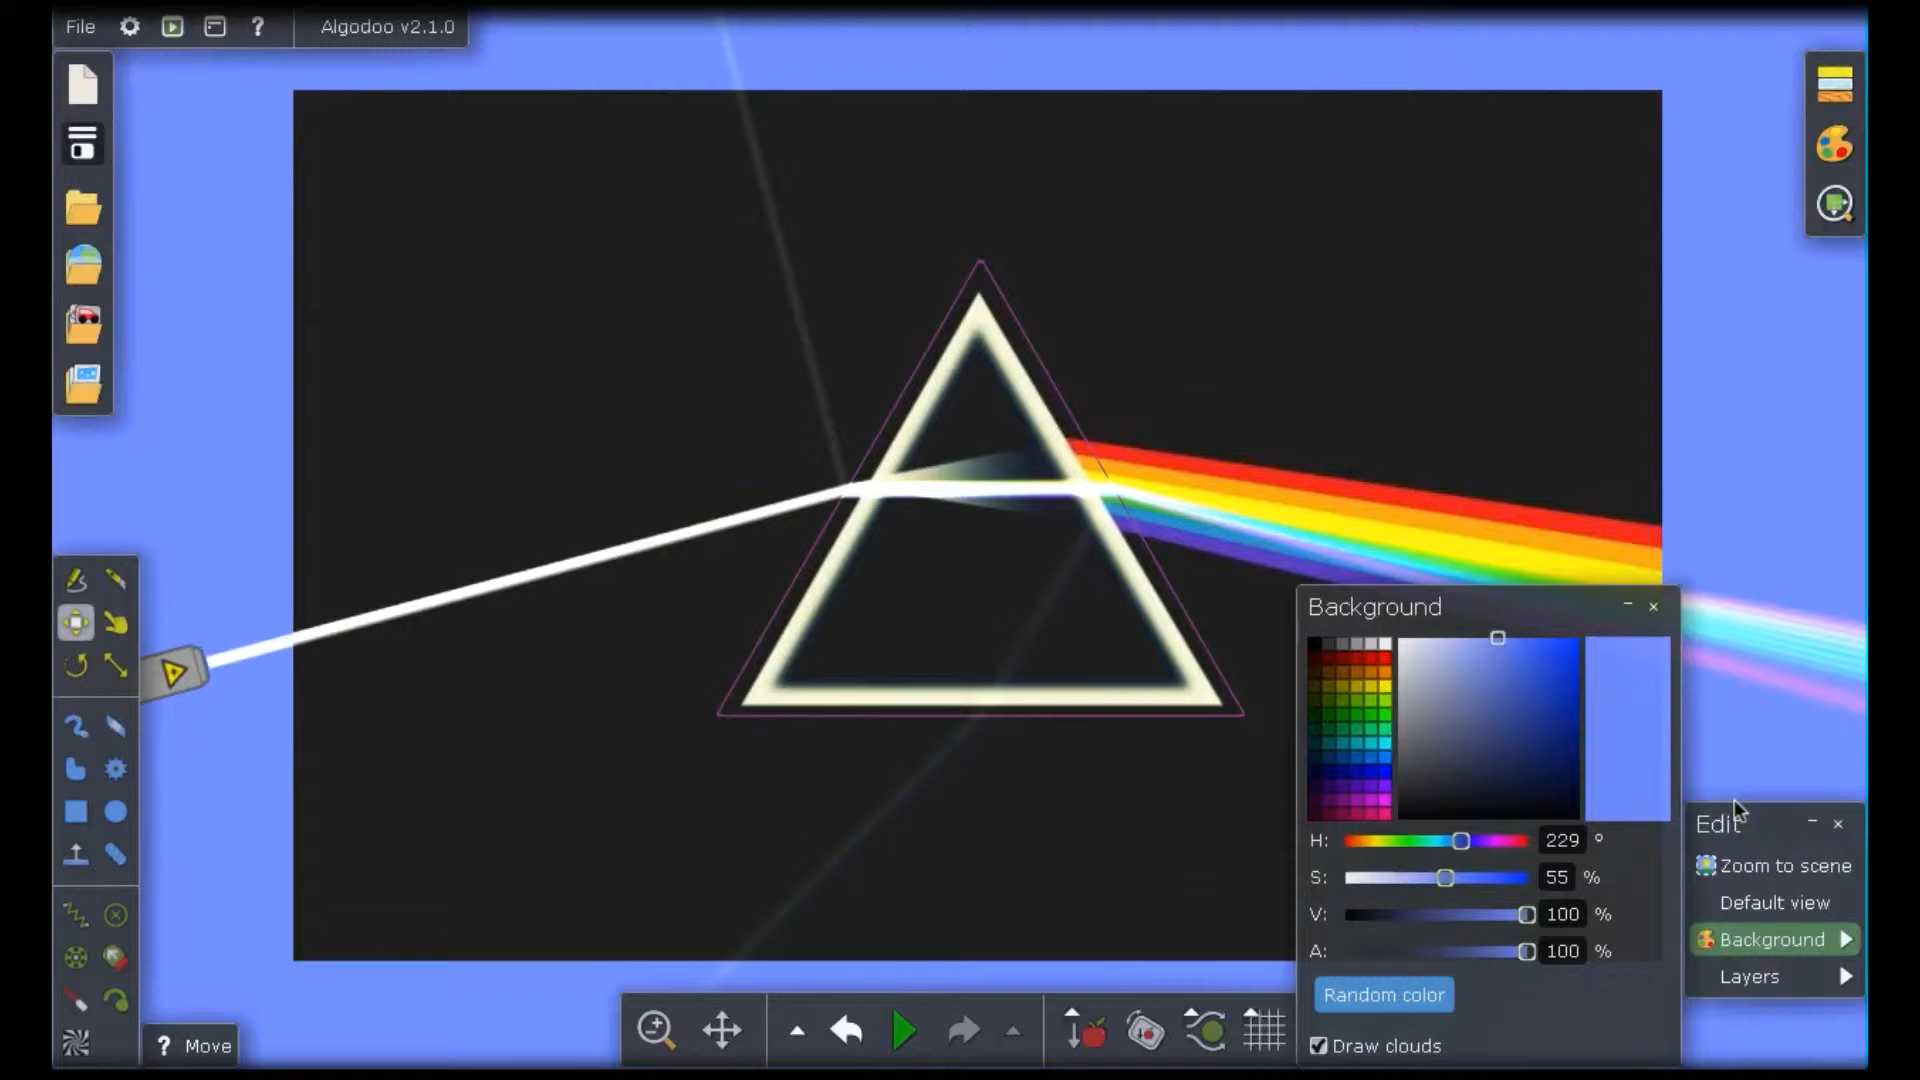 File
?
Algodoo v2.1.0
Background
H: 229 °
S: 55 %
V: 100 %
A: 100 %
Random color
Draw clouds
Edit
Zoom to scene
Default view
Background
Layers
? Move